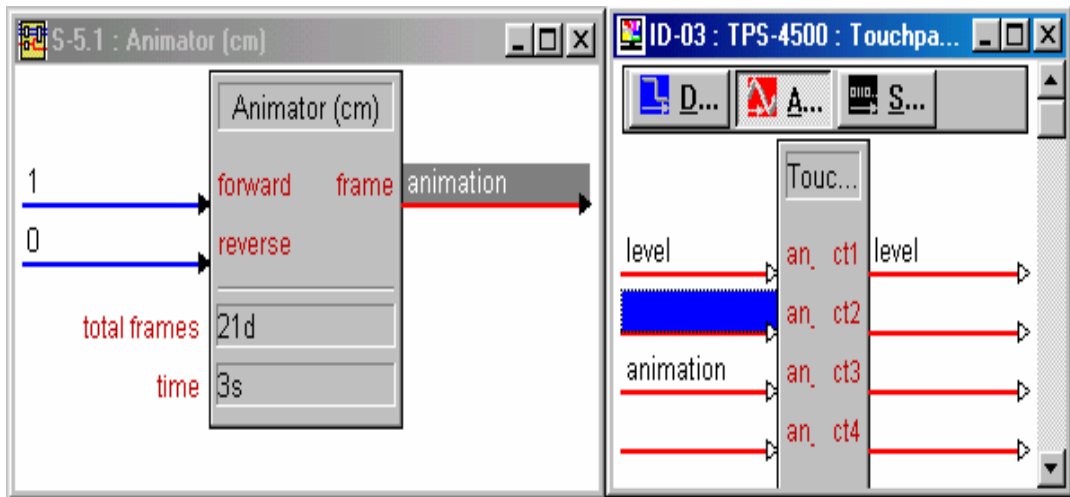 S-5.1 : Animator (cm)
Animator (cm)
1
forward frame animation
0
reverse
total frames 21d
time 3s
ID-03 : TPS-4500 : Touchpa...
D... A... S...
Touc...
level an_ ct1 level
an_ ct2
animation an_ ct3
an_ ct4